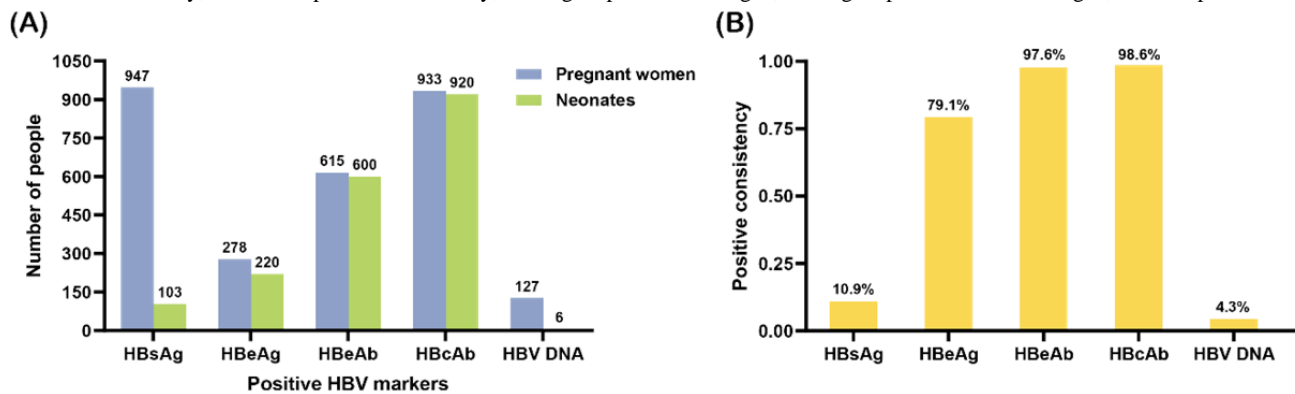 (A)
1050
900
750
600
450
300
150
0
Number of people
947
103
278
220
615
600
933
920
127
6
Pregnant women
Neonates
HBsAg
HBeAg
HBeAb
HBcAb
HBV DNA
Positive HBV markers
(B)
1.00
0.75
0.50
0.25
0.00
Positive consistency
10.9%
79.1%
97.6%
98.6%
4.3%
HBsAg
HBeAg
HBeAb
HBcAb
HBV DNA